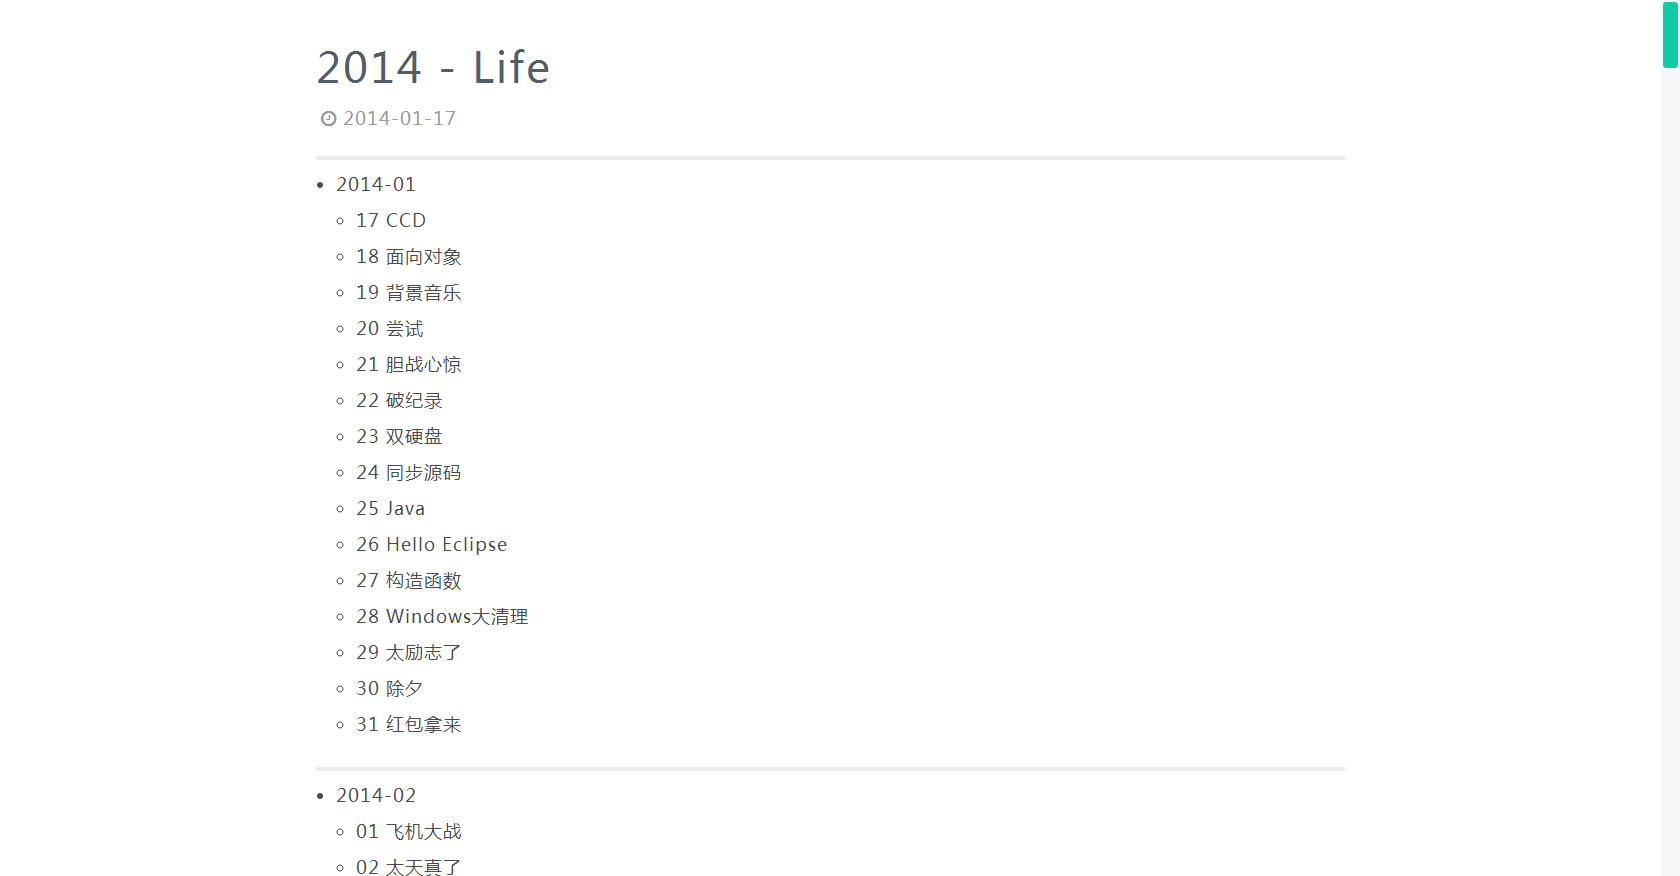 2014 - Life
2014-01-17
2014-01
17 CCD
18 面向对象
19 背景音乐
20 尝试
21 胆战心惊
22 破纪录
23 双硬盘
24 同步源码
25 Java
26 Hello Eclipse
27 构造函数
28 Windows大清理
29 太励志了
30 除夕
31 红包拿来
2014-02
01 飞机大战
02 太天真了